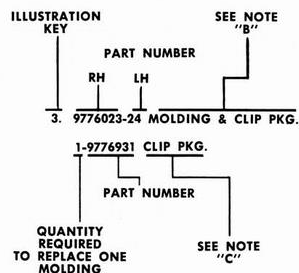 ILLUSTRATION KEY
SEE NOTE "B"
PART NUMBER
RH LH
3. 9776023-24 MOLDING & CLIP PKG.
1-9776931 CLIP PKG.
PART NUMBER
QUANTITY REQUIRED TO REPLACE ONE MOLDING
SEE NOTE "C"